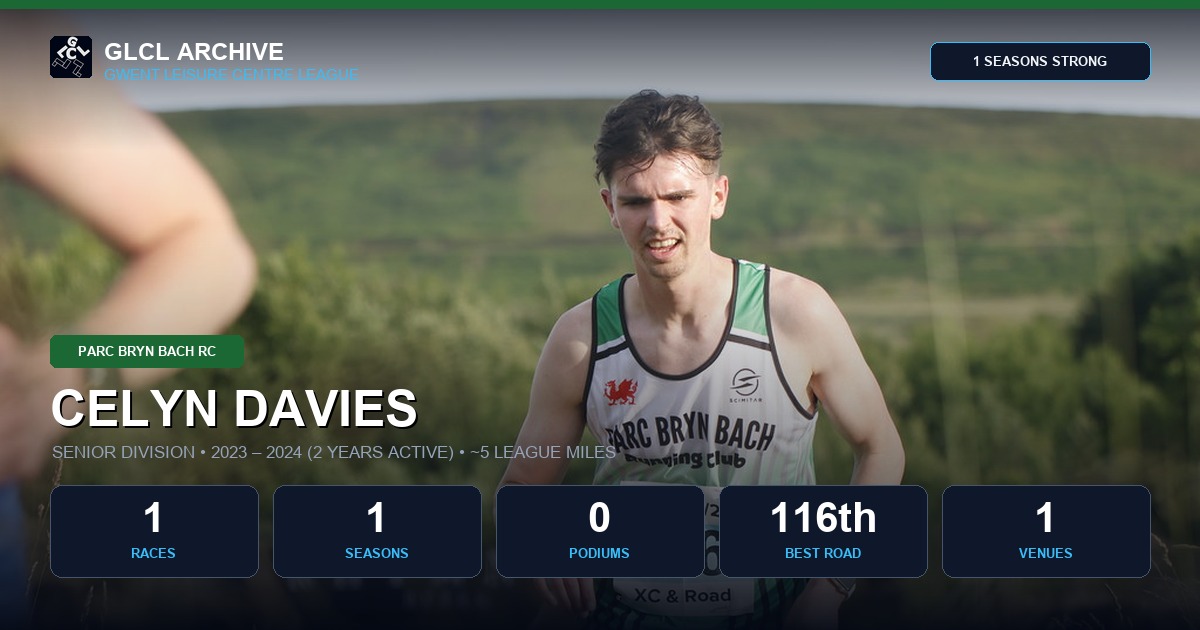 GLCL ARCHIVE
GWENT LEISURE CENTRE LEAGUE
1 SEASONS STRONG
PARC BRYN BACH RC
CELYN DAVIES
SENIOR DIVISION • 2023 – 2024 (2 YEARS ACTIVE) • ~5 LEAGUE MILES
SCIMITAR
PARC BRYN BACH
Running Club
1
RACES
1
SEASONS
0
PODIUMS
116th
BEST ROAD
1
VENUES
XC & Road